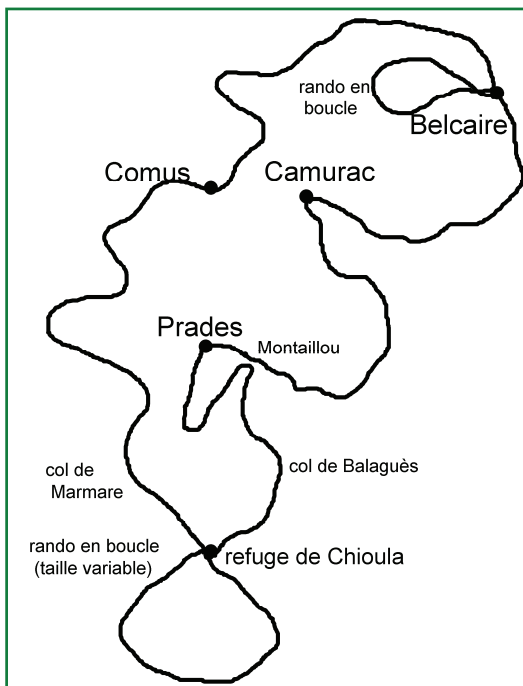 rando en
boucle
Belcaire
Comus
Camurac
Prades
Montaillou
col de
Marmare
col de Balaguès
rando en boucle
(taille variable)
refuge de Chioula